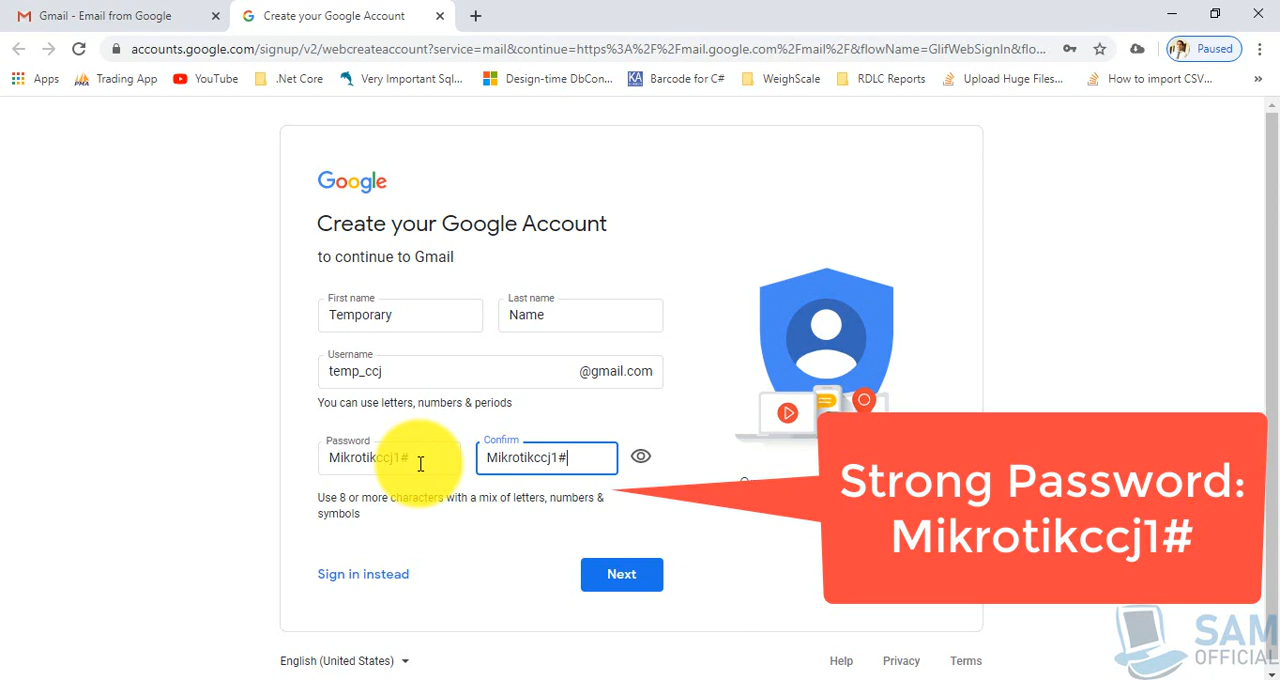 Gmail - Email from Google
Create your Google Account
accounts.google.com/signup/v2/webcreateaccount?service=mail&continue=https%3A%2F%2Fmail.google.com%2Fmail%2F&flowName=GlifWebSignIn&flo...
Paused
Apps
Trading App
YouTube
.Net Core
Very Important Sql...
Design-time DbCon...
KA
Barcode for C#
WeighScale
RDLC Reports
Upload Huge Files...
How to import CSV...
»
Google
Create your Google Account
to continue to Gmail
First name
Temporary
Last name
Name
Username
temp_ccj
@gmail.com
You can use letters, numbers & periods
Password
Mikrotikccj1#
Confirm
Mikrotikccj1#
Use 8 or more characters with a mix of letters, numbers &
symbols
Sign in instead
Next
Strong Password:
Mikrotikccj1#
English (United States)
Help
Privacy
Terms
SAM
OFFICIAL